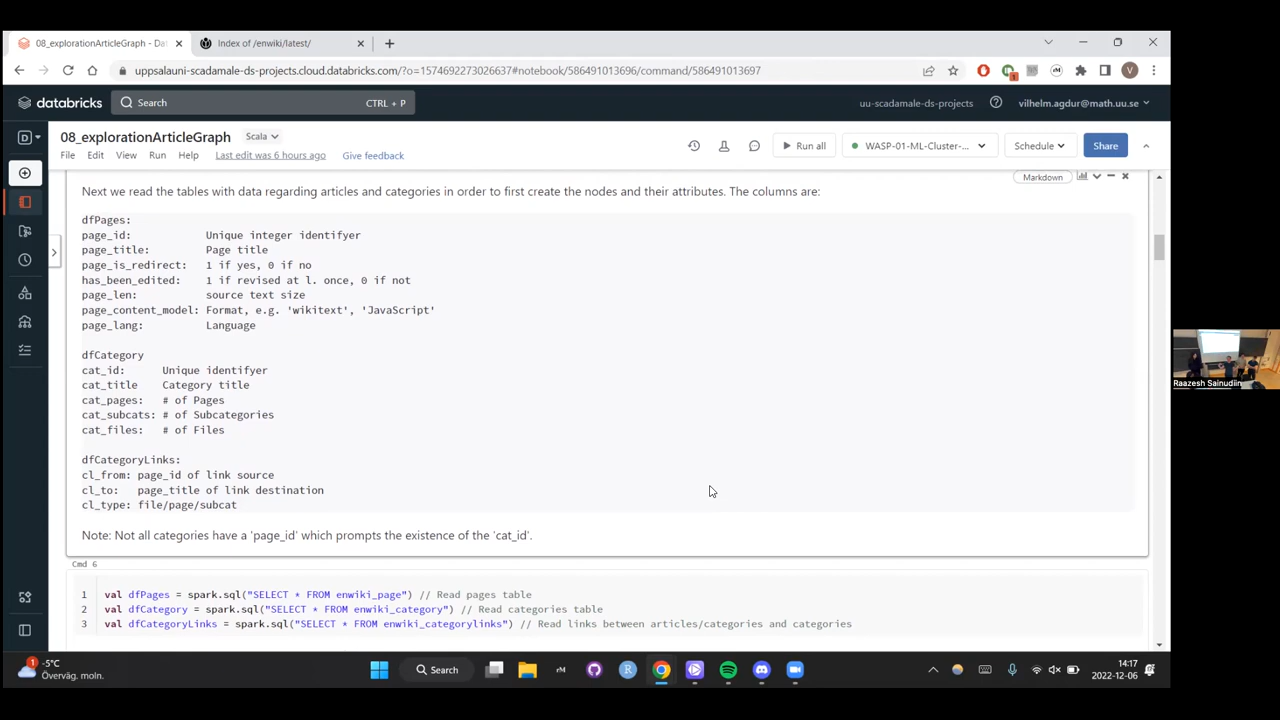 08_explorationArticleGraph - Da
Index of /enwiki/latest/
uppsalauni-scadamale-ds-projects.cloud.databricks.com/?o=1574692273026637#notebook/586491013696/command/586491013697
V
databricks
Search
CTRL + P
uu-scadamale-ds-projects
vilhelm.agdur@math.uu.se
D
08_explorationArticleGraph
Scala
File Edit View Run Help Last edit was 6 hours ago Give feedback
Run all
WASP-01-ML-Cluster-...
Schedule
Share
Markdown
Next we read the tables with data regarding articles and categories in order to first create the nodes and their attributes. The columns are:
dfPages:
page_id: Unique integer identifyer
page_title: Page title
page_is_redirect: 1 if yes, 0 if no
has_been_edited: 1 if revised at l. once, 0 if not
page_len: source text size
page_content_model: Format, e.g. 'wikitext', 'JavaScript'
page_lang: Language
dfCategory
cat_id: Unique identifyer
cat_title Category title
cat_pages: # of Pages
cat_subcats: # of Subcategories
cat_files: # of Files
dfCategoryLinks:
cl_from: page_id of link source
cl_to: page_title of link destination
cl_type: file/page/subcat
Note: Not all categories have a 'page_id' which prompts the existence of the 'cat_id'.
Cmd 6
1 val dfPages = spark.sql("SELECT * FROM enwiki_page") // Read pages table
2 val dfCategory = spark.sql("SELECT * FROM enwiki_category") // Read categories table
3 val dfCategoryLinks = spark.sql("SELECT * FROM enwiki_categorylinks") // Read links between articles/categories and categories
Raazesh Sainudiin
1
-5°C
Överväg. moln.
Search
rM
R
14:17
2022-12-06